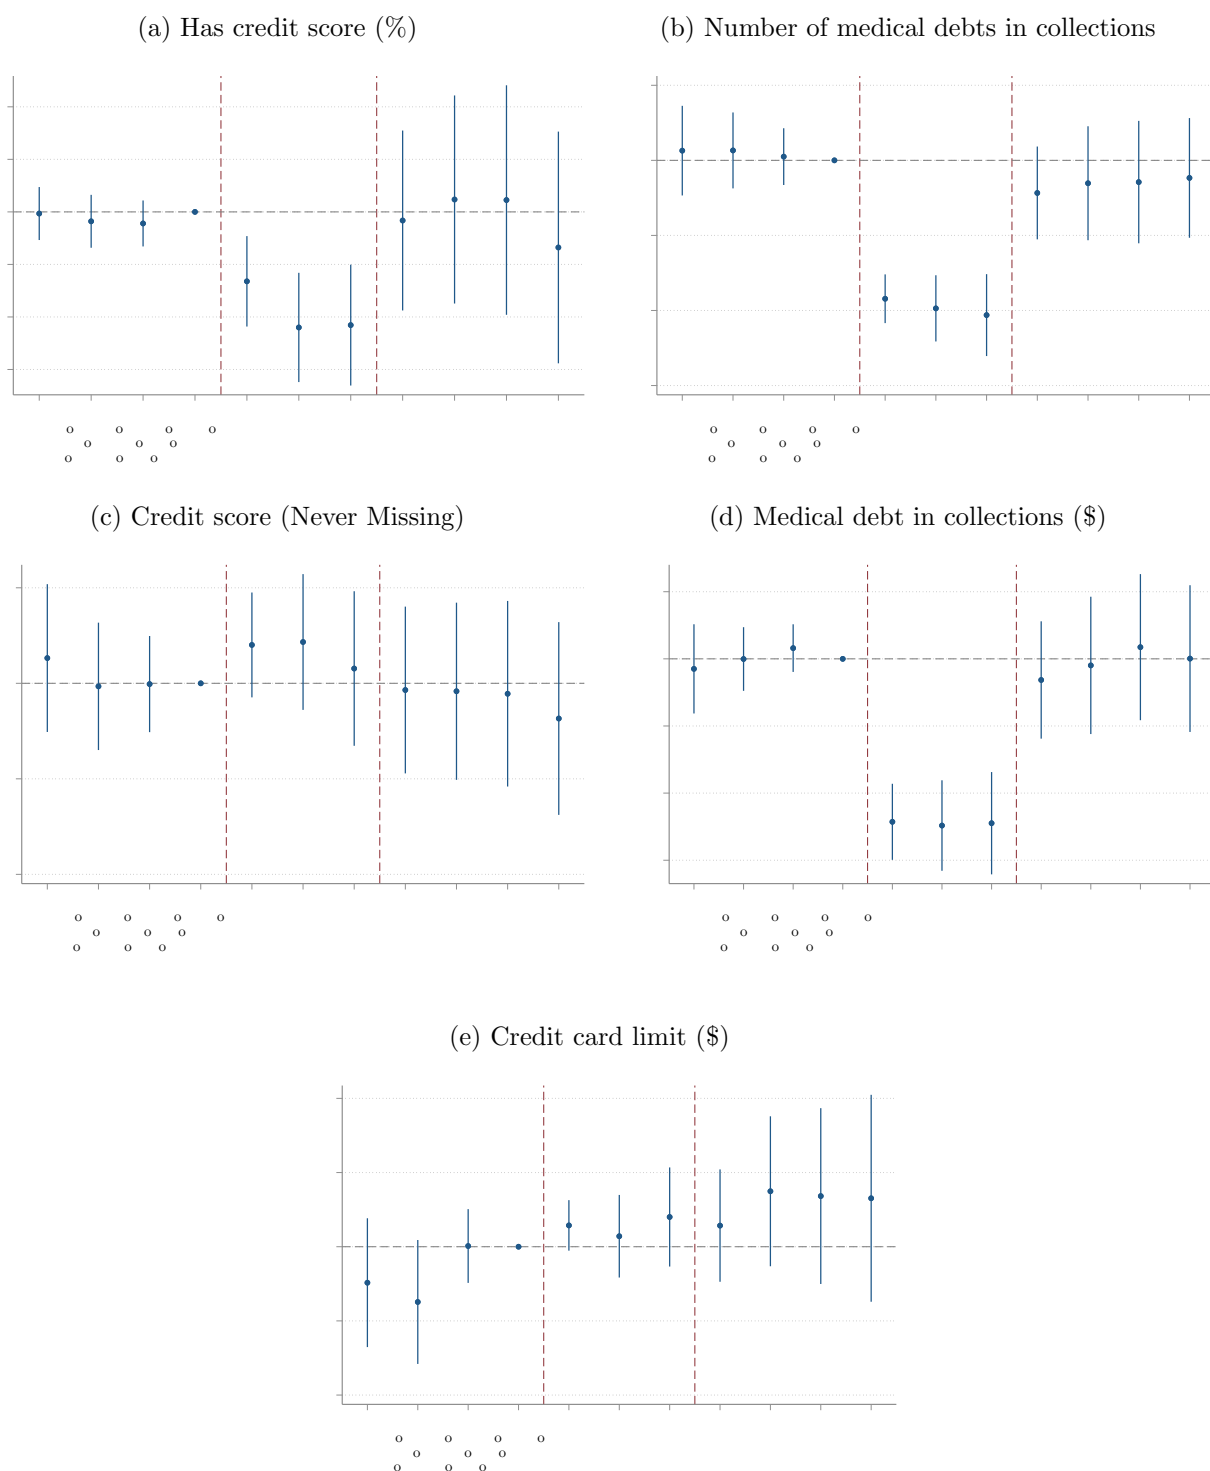 (a) Has credit score (%)
(b) Number of medical debts in collections
o o o o
o o o
o o o
o o o o
o o o
o o o
(c) Credit score (Never Missing)
(d) Medical debt in collections ($)
o o o o
o o o
o o o
o o o o
o o o
o o o
(e) Credit card limit ($)
o o o o
o o o
o o o